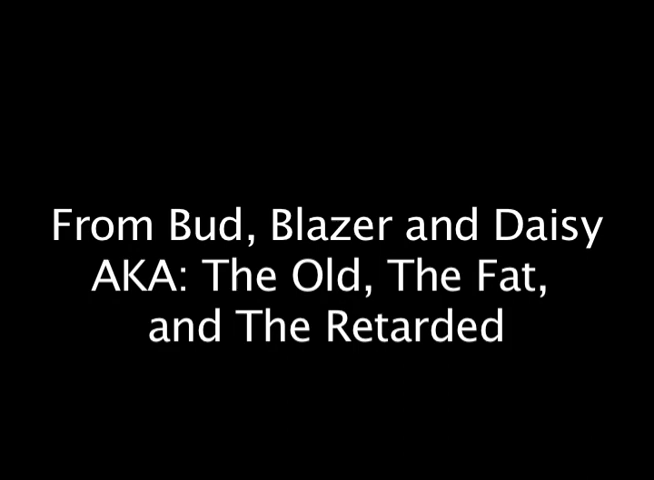 From Bud, Blazer and Daisy
AKA: The Old, The Fat,
and The Retarded